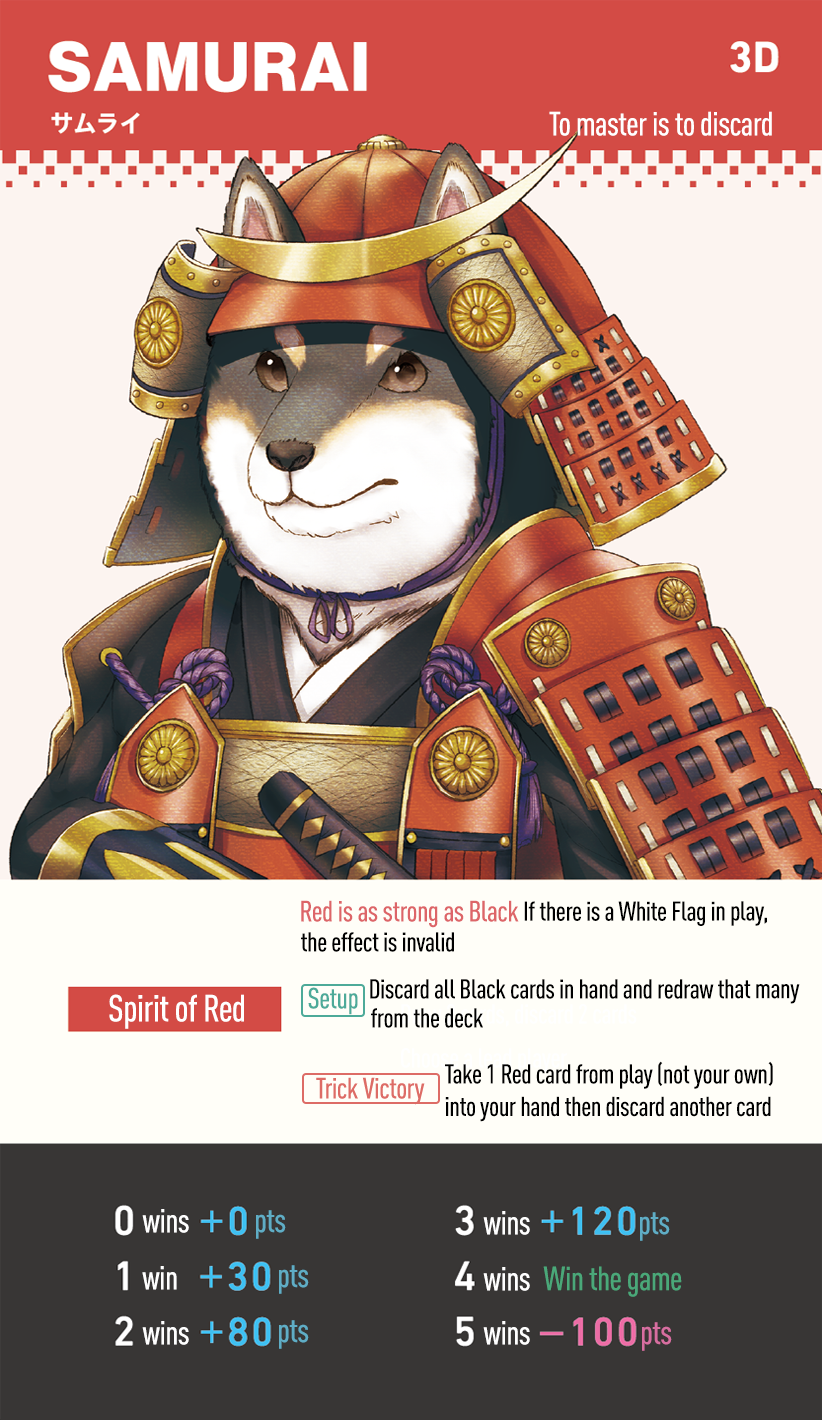 SAMURAI
3D
サムライ
To master is to discard
Red is as strong as Black If there is a White Flag in play,
the effect is invalid
Spirit of Red
Setup Discard all Black cards in hand and redraw that many
from the deck
Trick Victory Take 1 Red card from play (not your own)
into your hand then discard another card
0 wins +0 pts
3 wins +120pts
1 win +30 pts
4 wins Win the game
2 wins +80 pts
5 wins −100pts